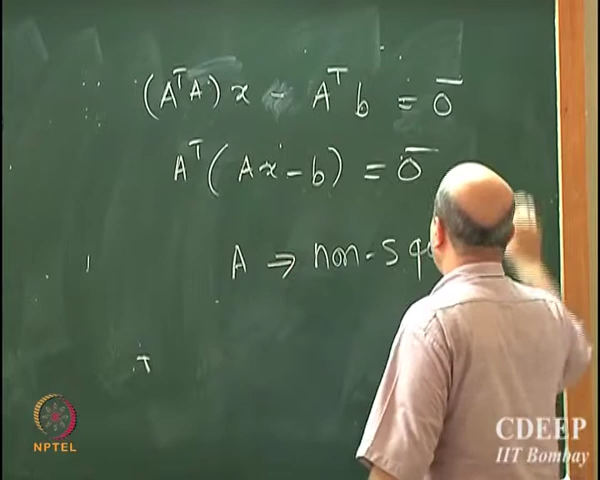 (AᵀA)x - Aᵀb = 0̅
Aᵀ(Ax - b) = 0̅
A ⇒ non-sq
T
NPTEL
CDEEP
IIT Bombay